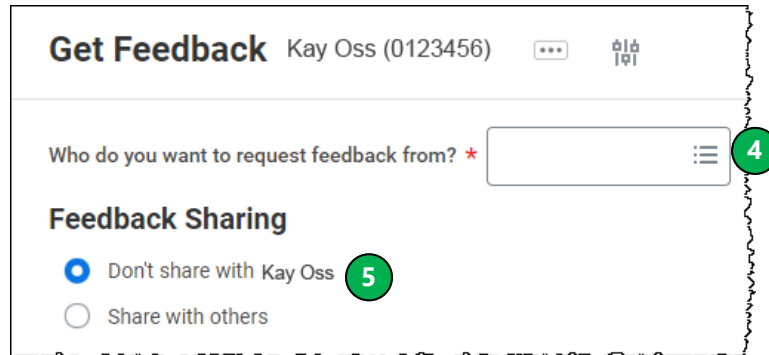 Get Feedback Kay Oss (0123456)
Who do you want to request feedback from? * 4
Feedback Sharing
Don't share with Kay Oss 5
Share with others